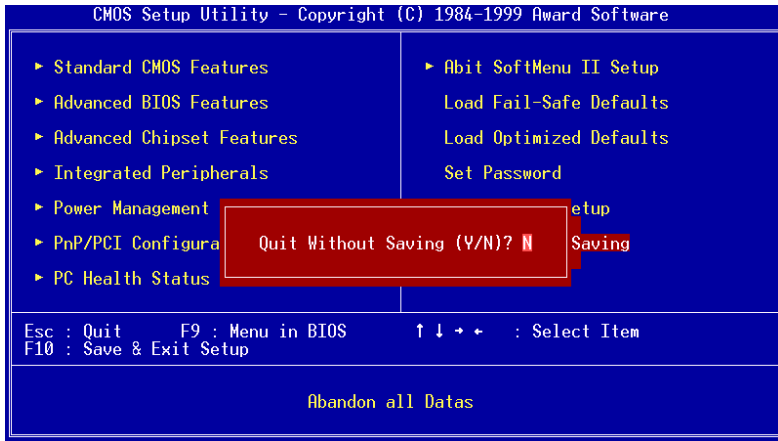 CMOS Setup Utility – Copyright (C) 1984-1999 Award Software
Standard CMOS Features
Advanced BIOS Features
Advanced Chipset Features
Integrated Peripherals
Power Management
PnP/PCI Configura
PC Health Status
Abit SoftMenu II Setup
Load Fail-Safe Defaults
Load Optimized Defaults
Set Password
etup
Saving
Quit Without Saving (Y/N)? N
Esc : Quit F9 : Menu in BIOS ↑ ↓ → ← : Select Item
F10 : Save & Exit Setup
Abandon all Datas